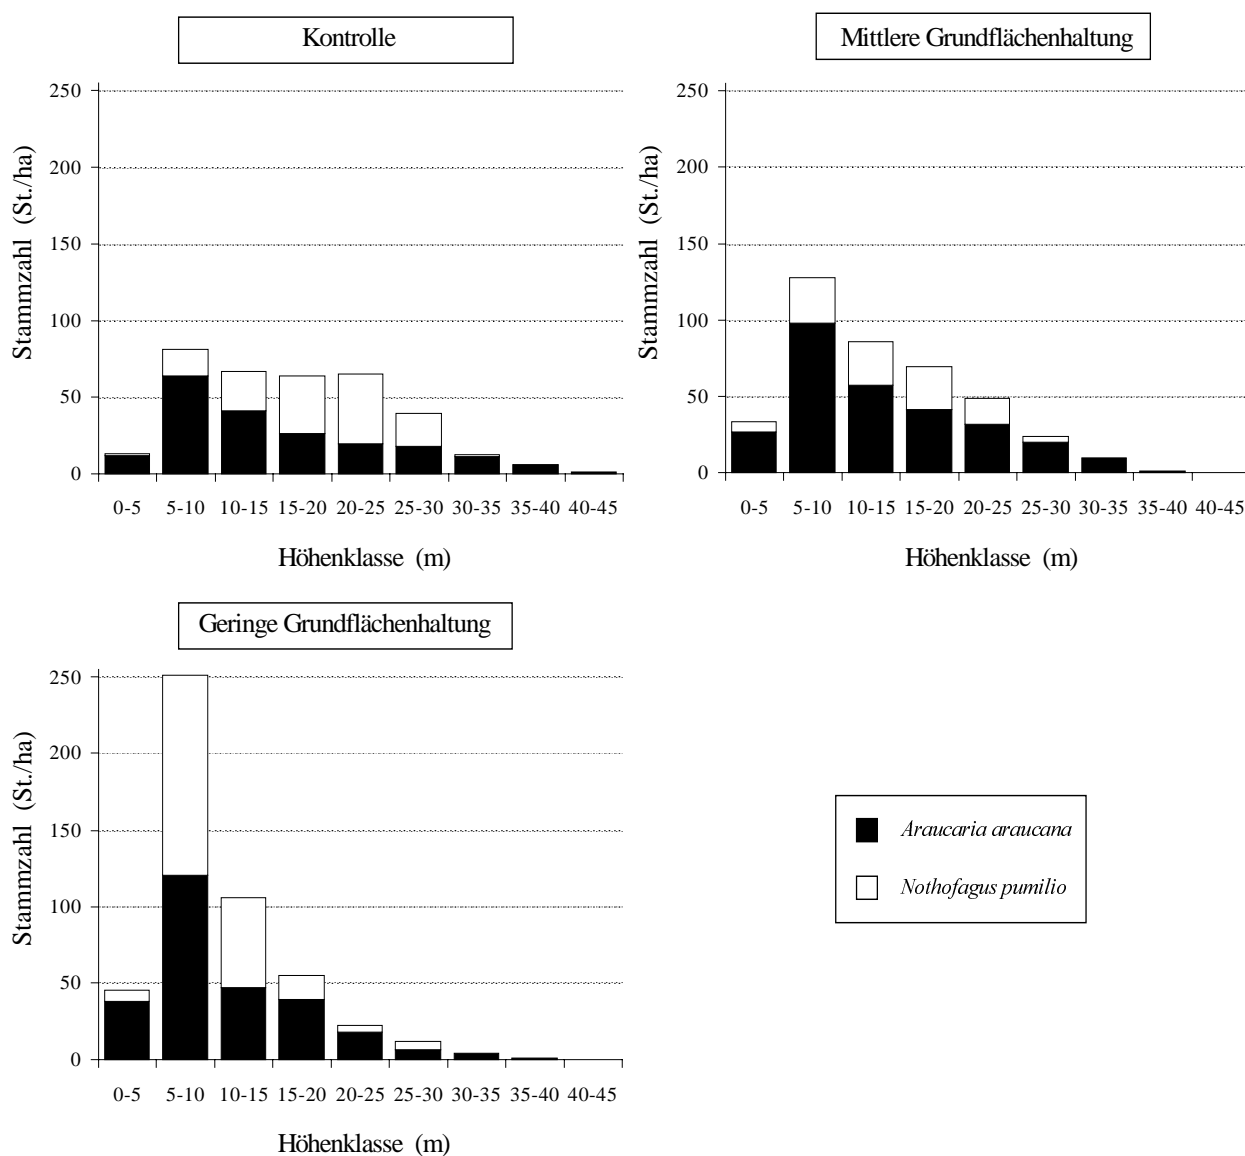 Kontrolle
250
200
150
100
50
0
Stammzahl (St./ha)
0-5 5-10 10-15 15-20 20-25 25-30 30-35 35-40 40-45
Höhenklasse (m)
Mittlere Grundflächenhaltung
250
200
150
100
50
0
Stammzahl (St./ha)
0-5 5-10 10-15 15-20 20-25 25-30 30-35 35-40 40-45
Höhenklasse (m)
Geringe Grundflächenhaltung
250
200
150
100
50
0
Stammzahl (St./ha)
0-5 5-10 10-15 15-20 20-25 25-30 30-35 35-40 40-45
Höhenklasse (m)
Araucaria araucana
Nothofagus pumilio